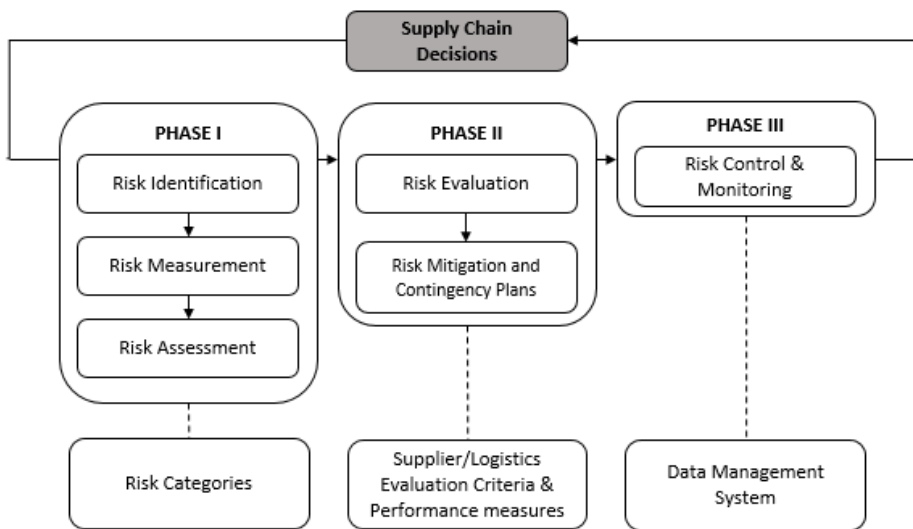 Supply Chain
Decisions
PHASE I
Risk Identification
Risk Measurement
Risk Assessment
Risk Categories
PHASE II
Risk Evaluation
Risk Mitigation and
Contingency Plans
Supplier/Logistics
Evaluation Criteria &
Performance measures
PHASE III
Risk Control &
Monitoring
Data Management
System